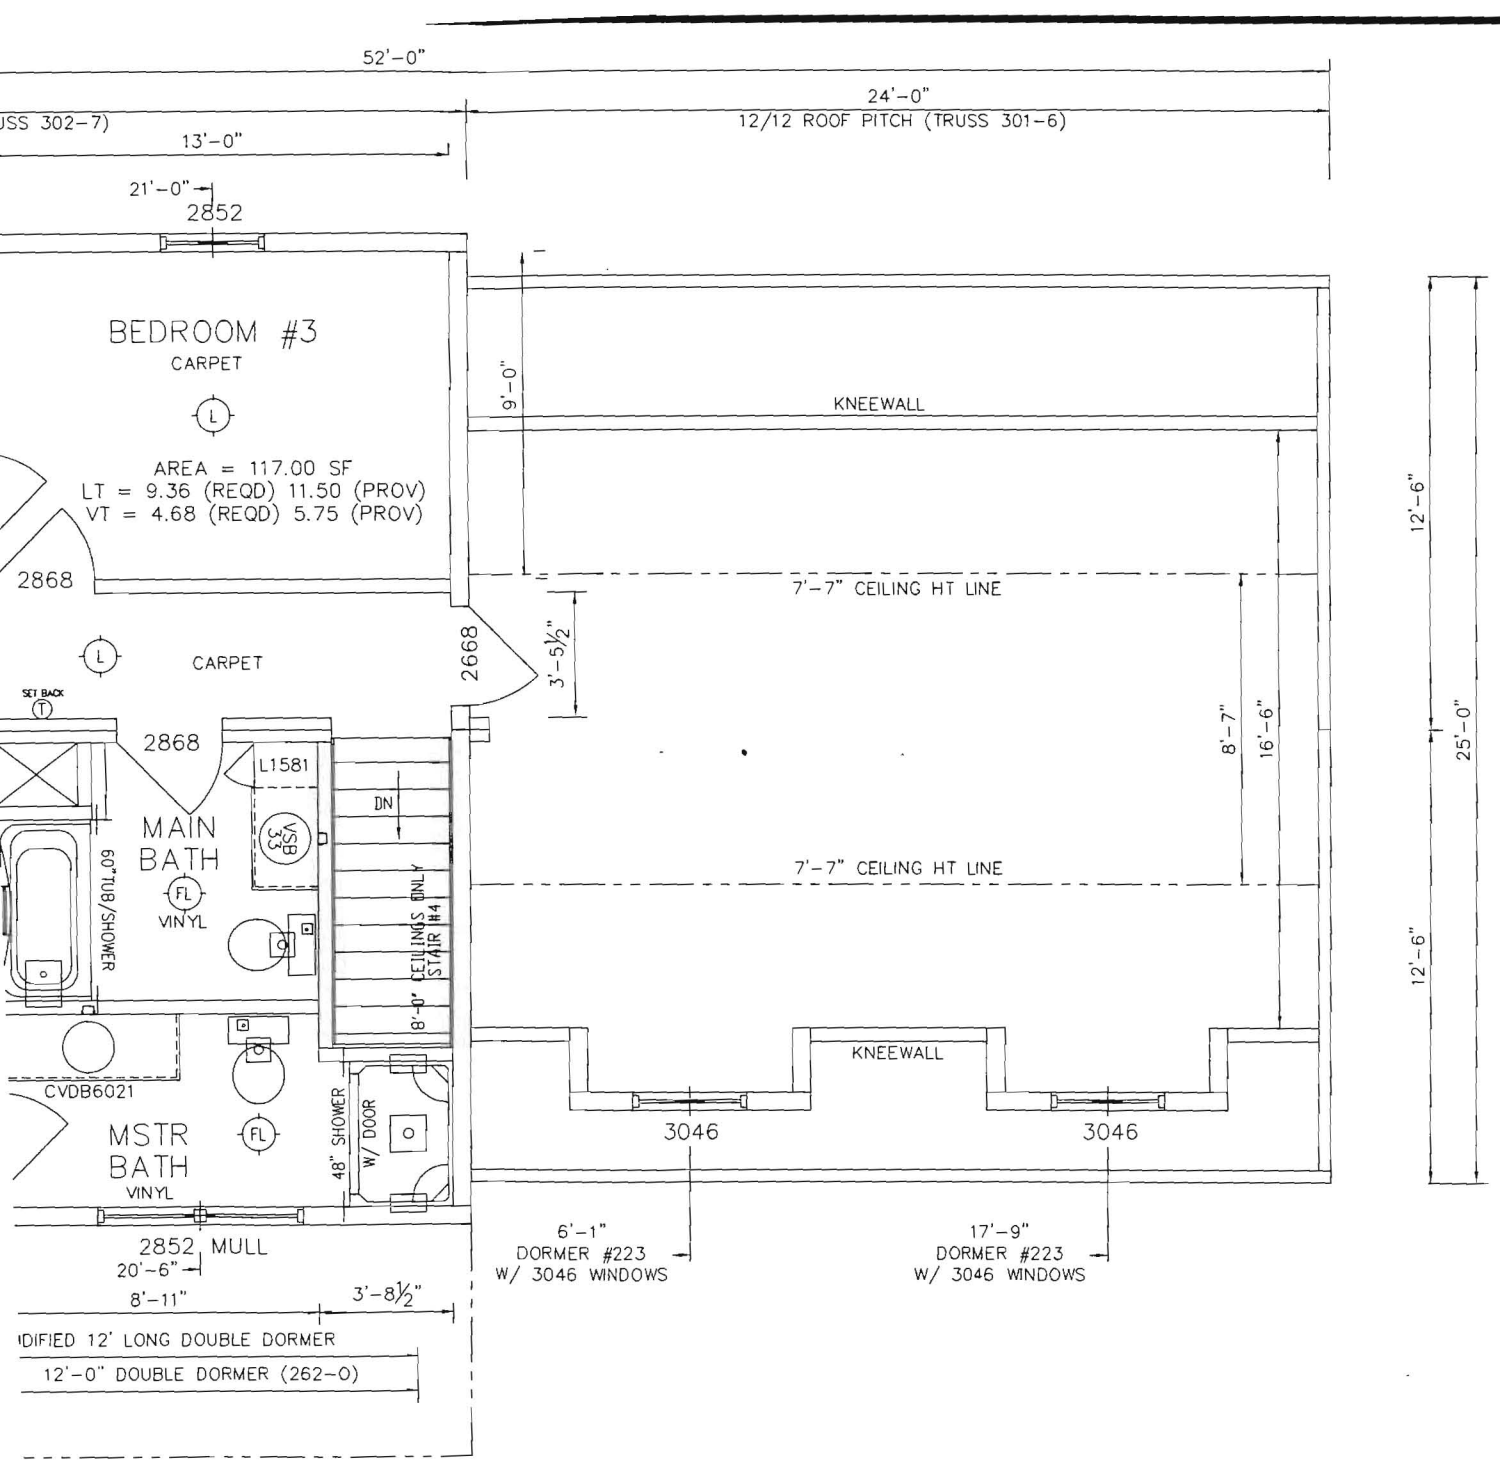 52'-0"
24'-0"
USS 302-7)
12/12 ROOF PITCH (TRUSS 301-6)
13'-0"
21'-0"
2852
BEDROOM #3
CARPET
L
9'-0"
KNEEWALL
AREA = 117.00 SF
LT = 9.36 (REQD) 11.50 (PROV)
VT = 4.68 (REQD) 5.75 (PROV)
12'-6"
2868
7'-7" CEILING HT LINE
L
CARPET
2668
3'-5½"
SET BACK
T
2868
8'-7"
16'-6"
25'-0"
L1581
DN
MAIN
BATH
VSB
33
FL
VINYL
60"TUB/SHOWER
7'-7" CEILING HT LINE
8'-0" CEILINGS ONLY
STAIR #4
12'-6"
KNEEWALL
CVDB6021
MSTR
BATH
VINYL
FL
48" SHOWER
W/ DOOR
3046
3046
2852 MULL
20'-6"
6'-1"
DORMER #223
W/ 3046 WINDOWS
17'-9"
DORMER #223
W/ 3046 WINDOWS
8'-11"
3'-8½"
DIFIED 12' LONG DOUBLE DORMER
12'-0" DOUBLE DORMER (262-O)